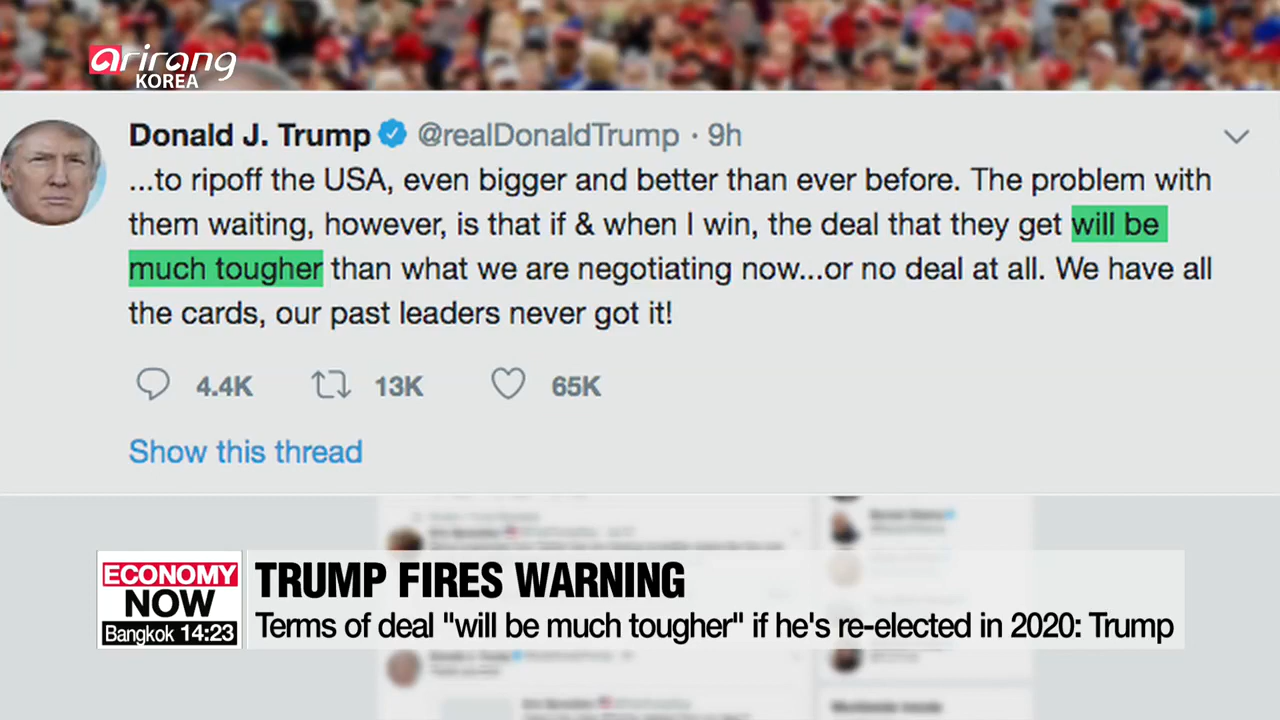 arirang
KOREA
Donald J. Trump @realDonaldTrump · 9h
...to ripoff the USA, even bigger and better than ever before. The problem with
them waiting, however, is that if & when I win, the deal that they get will be
much tougher than what we are negotiating now...or no deal at all. We have all
the cards, our past leaders never got it!
4.4K 13K 65K
Show this thread
ECONOMY
NOW
Bangkok 14:23
TRUMP FIRES WARNING
Terms of deal "will be much tougher" if he's re-elected in 2020: Trump